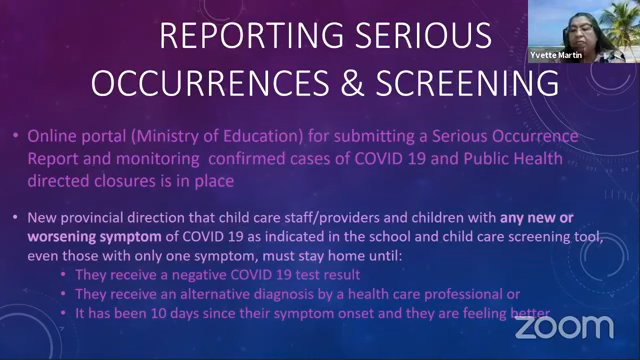 REPORTING SERIOUS
OCCURRENCES & SCREENING
Yvette Martin
• Online portal (Ministry of Education) for submitting a Serious Occurrence
Report and monitoring confirmed cases of COVID 19 and Public Health
directed closures is in place
• New provincial direction that child care staff/providers and children with any new or
worsening symptom of COVID 19 as indicated in the school and child care screening tool,
even those with only one symptom, must stay home until:
• They receive a negative COVID 19 test result
• They receive an alternative diagnosis by a health care professional or
• It has been 10 days since their symptom onset and they are feeling better
zoom